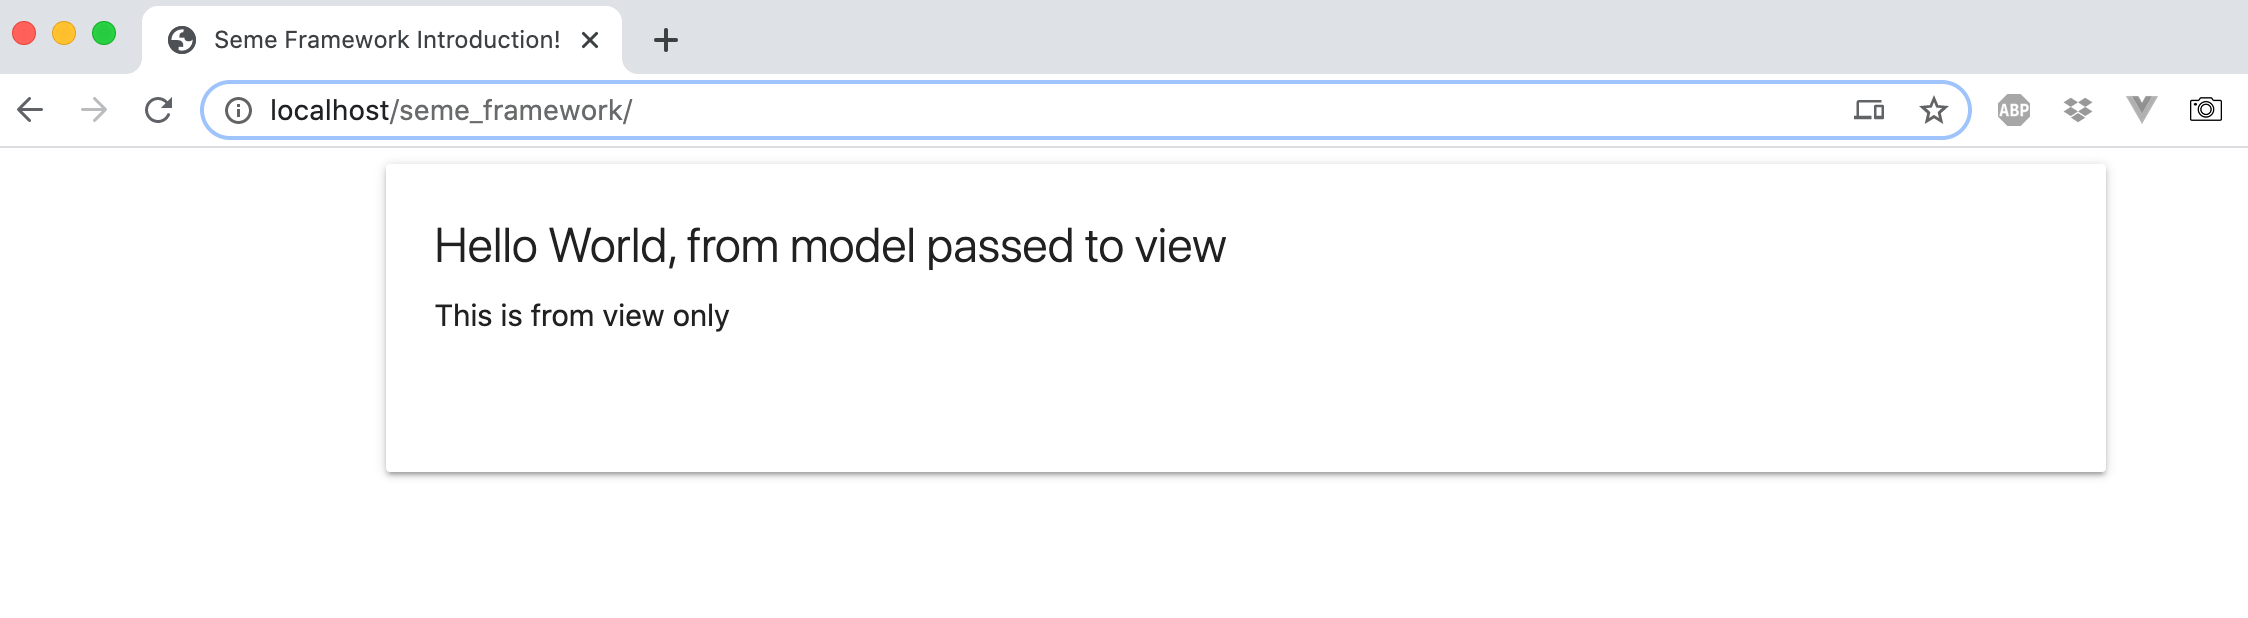 Seme Framework Introduction!
localhost/seme_framework/
ABP
Hello World, from model passed to view
This is from view only